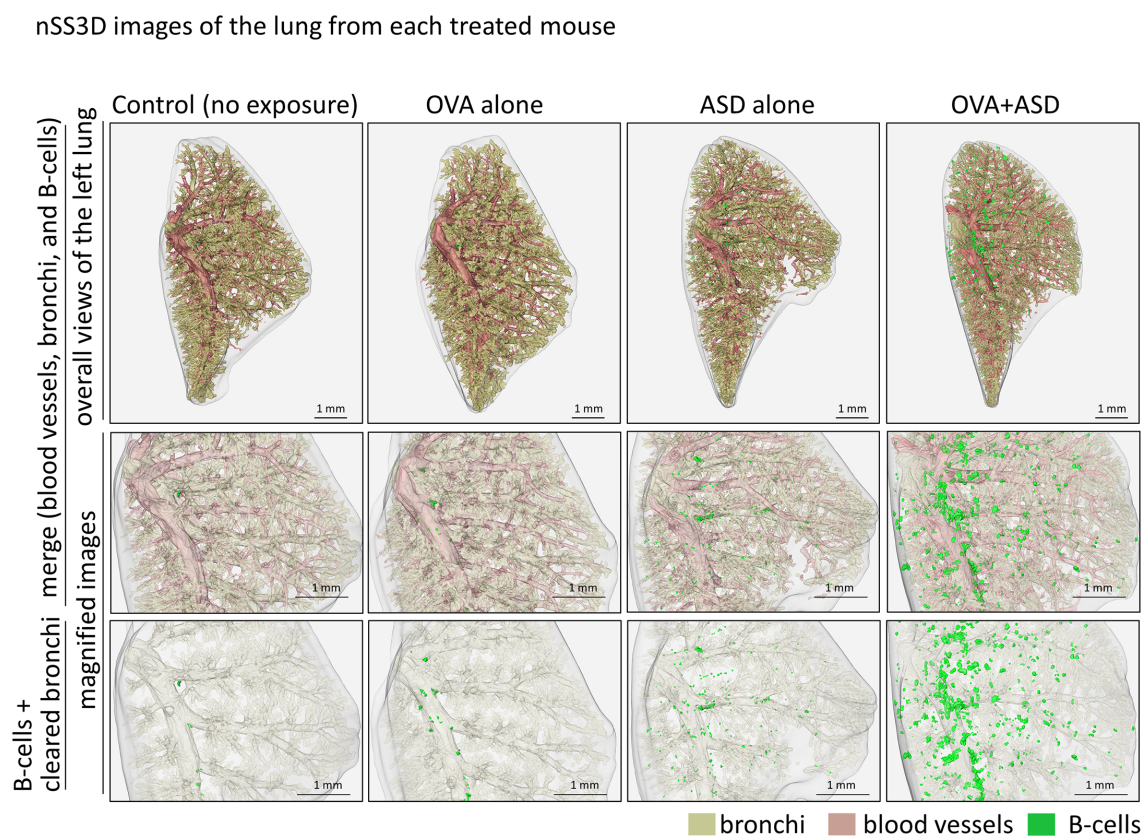 nSS3D images of the lung from each treated mouse
Control (no exposure)
OVA alone
ASD alone
OVA+ASD
merge (blood vessels, bronchi, and B-cells)
overall views of the left lung
1 mm
1 mm
1 mm
1 mm
magnified images
1 mm
1 mm
1 mm
1 mm
B-cells +
cleared bronchi
1 mm
1 mm
1 mm
1 mm
bronchi
blood vessels
B-cells